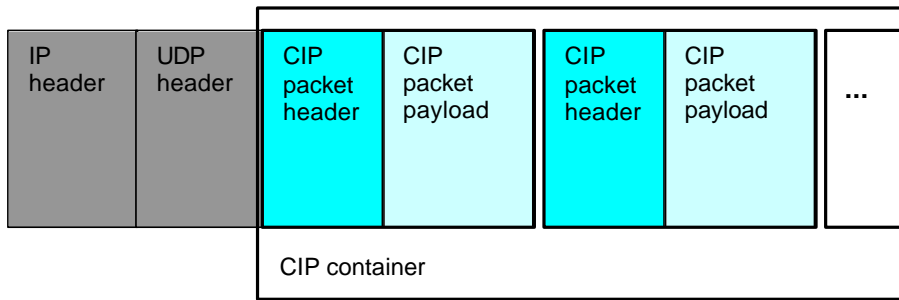 IP
header
UDP
header
CIP
packet
header
CIP
packet
payload
CIP
packet
header
CIP
packet
payload
...
CIP container